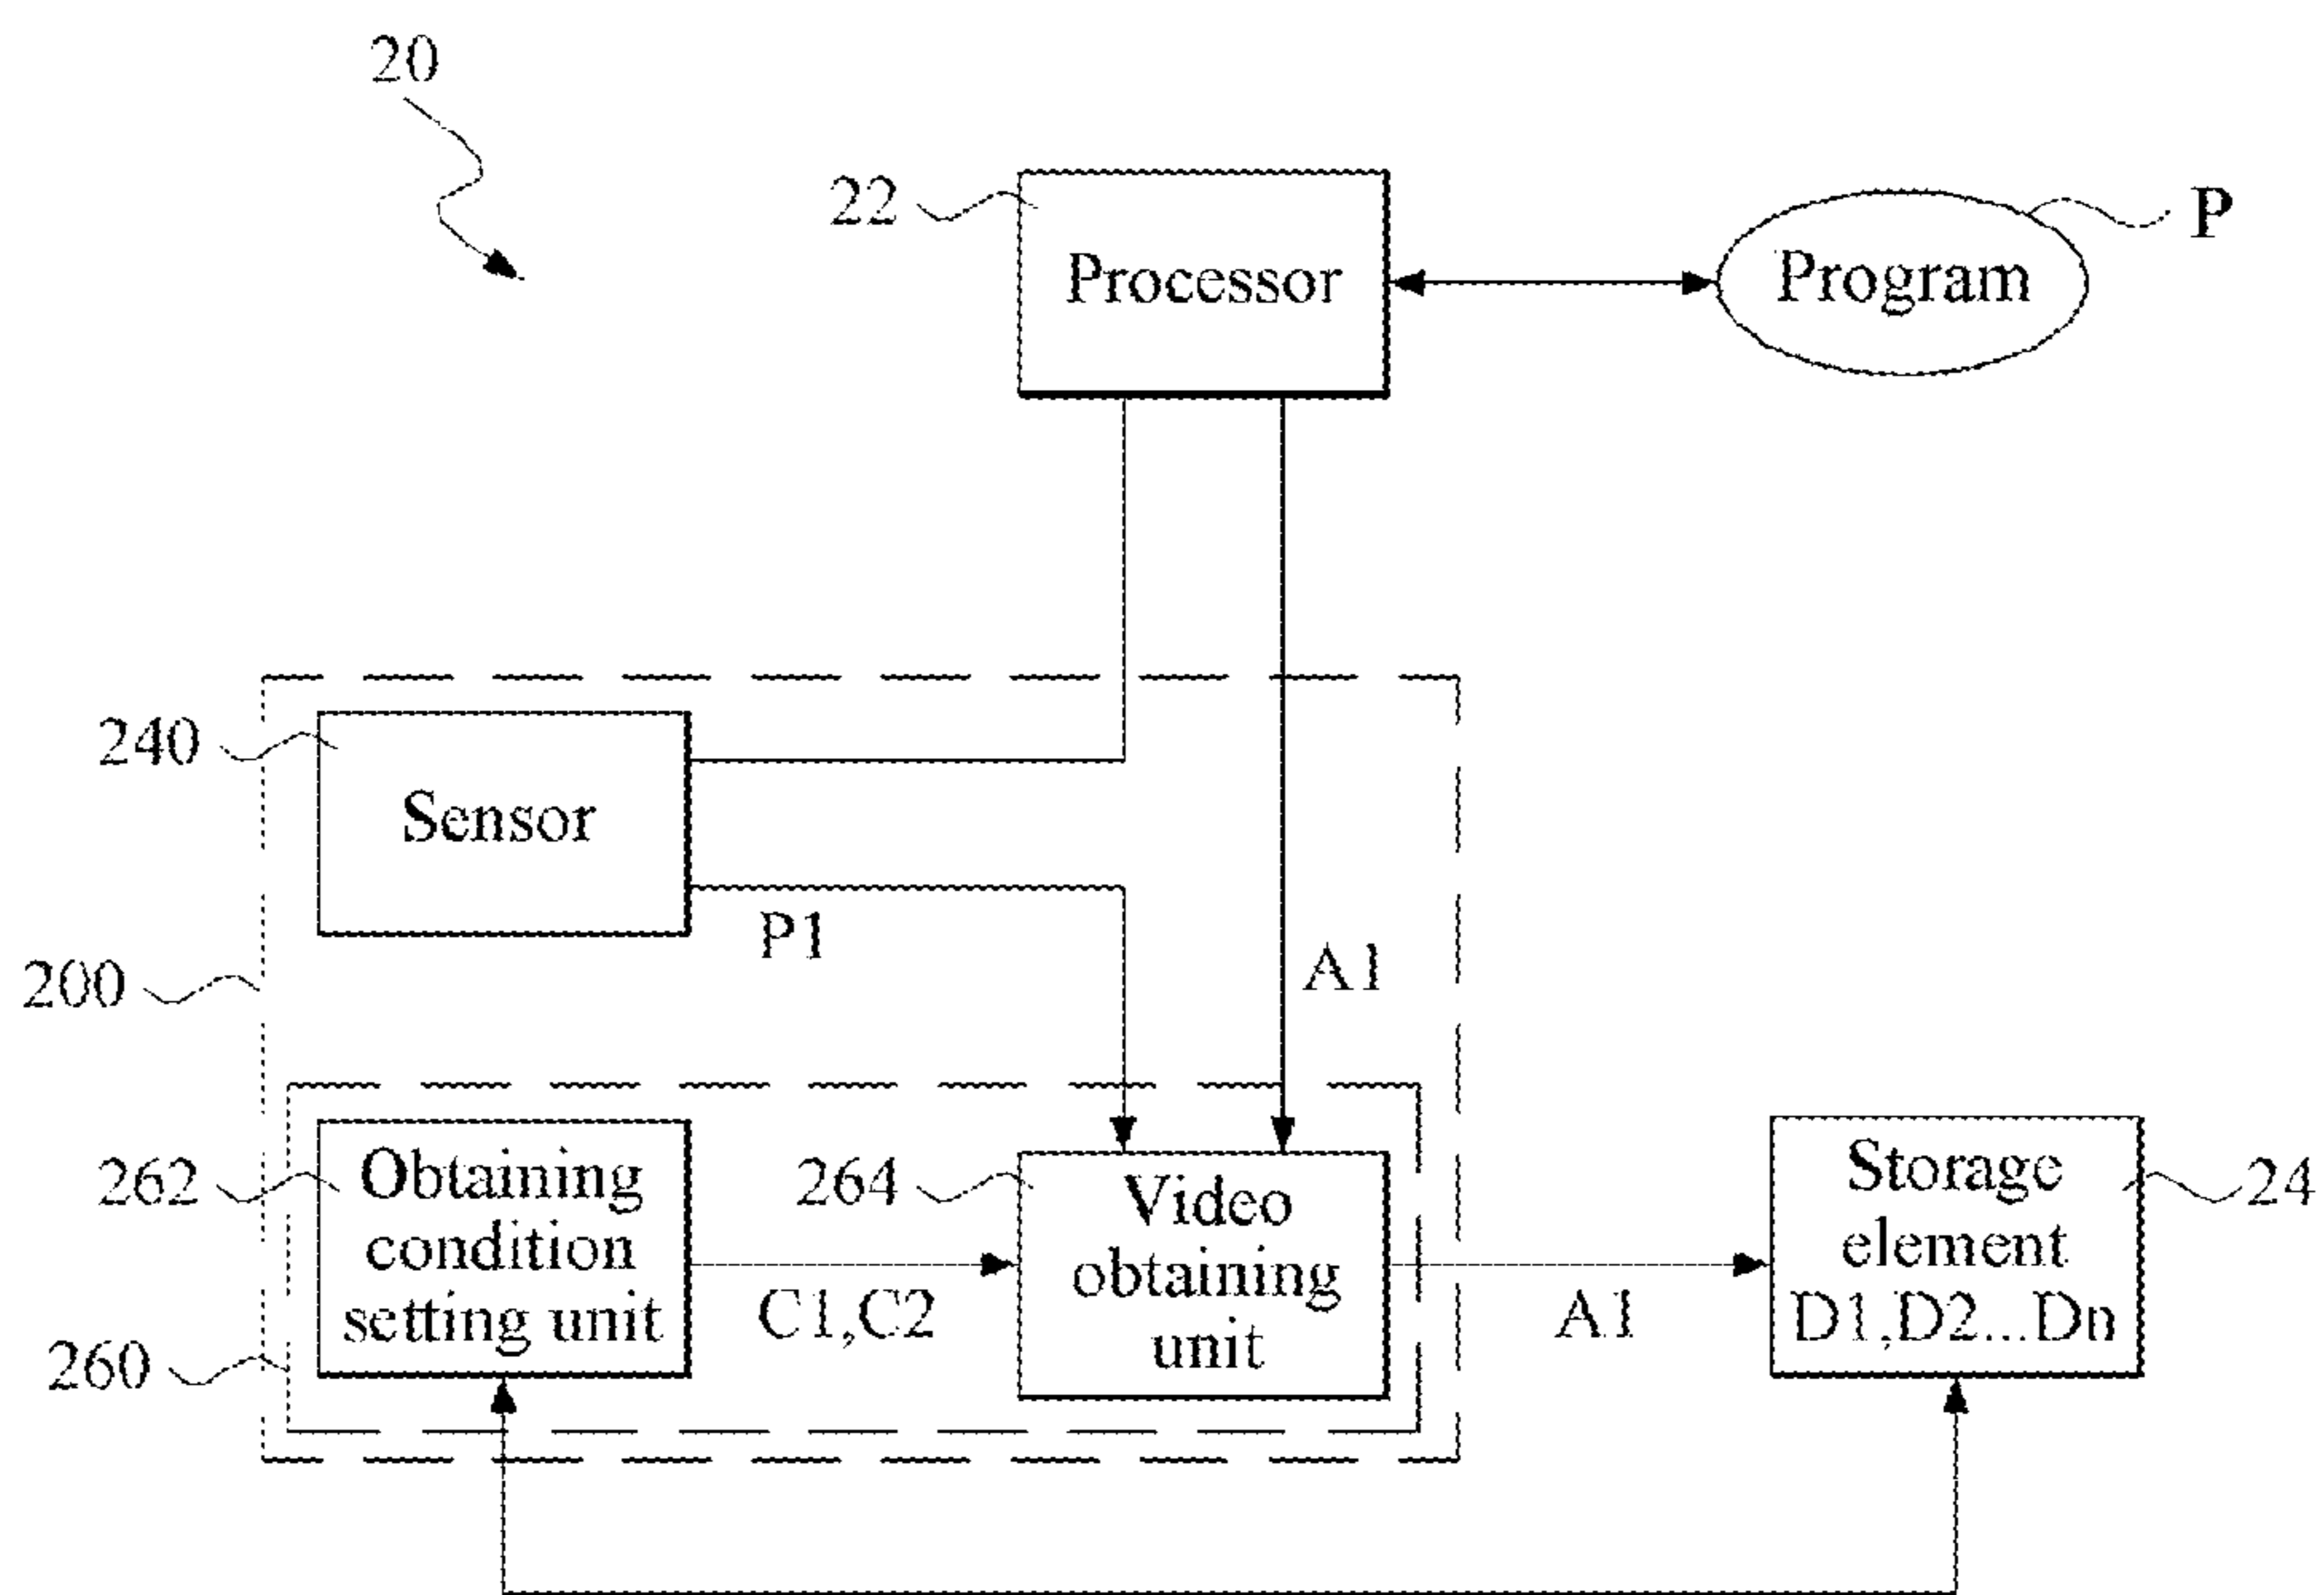 20
22
Processor
Program
P
240
Sensor
P1
200
A1
262
Obtaining
condition
setting unit
260
C1,C2
264
Video
obtaining
unit
A1
Storage
element
D1,D2...Dn
24